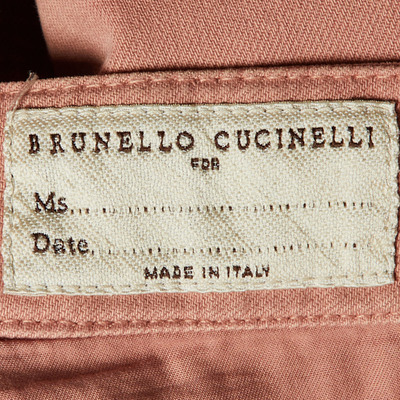 BRUNELLO CUCINELLI
FOR
Ms.
Date.
MADE IN ITALY